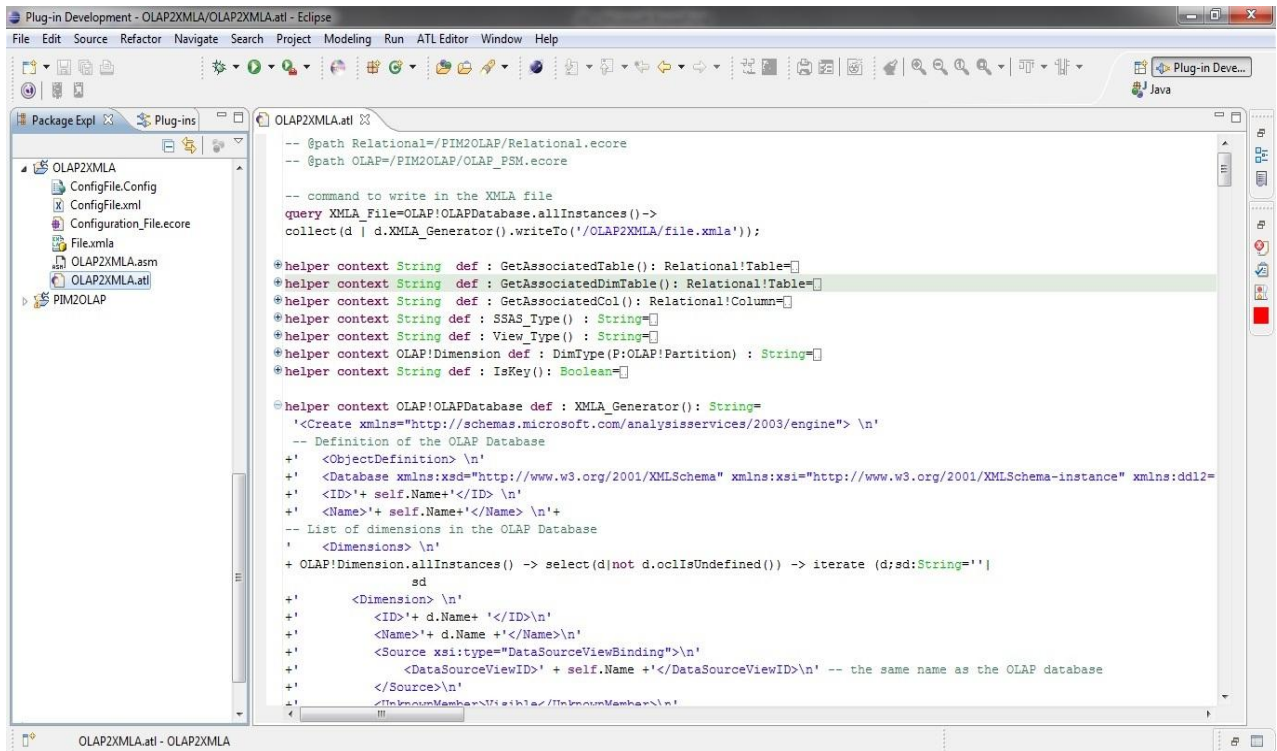 Plug-in Development - OLAP2XMLA/OLAP2XMLA.atl - Eclipse
File Edit Source Refactor Navigate Search Project Modeling Run ATL Editor Window Help
Plug-in Deve...
Java
Package Expl
Plug-ins
OLAP2XMLA.atl
OLAP2XMLA
ConfigFile.Config
ConfigFile.xml
Configuration_File.ecore
File.xmla
OLAP2XMLA.asm
OLAP2XMLA.atl
PIM2OLAP
-- @path Relational=/PIM2OLAP/Relational.ecore
-- @path OLAP=/PIM2OLAP/OLAP_PSM.ecore
-- command to write in the XMLA file
query XMLA_File=OLAP!OLAPDatabase.allInstances()->
collect(d | d.XMLA_Generator().writeTo('/OLAP2XMLA/file.xmla'));
helper context String def : GetAssociatedTable(): Relational!Table=
helper context String def : GetAssociatedDimTable(): Relational!Table=
helper context String def : GetAssociatedCol(): Relational!Column=
helper context String def : SSAS_Type() : String=
helper context String def : View_Type() : String=
helper context OLAP!Dimension def : DimType(P:OLAP!Partition) : String=
helper context String def : IsKey(): Boolean=
helper context OLAP!OLAPDatabase def : XMLA_Generator(): String=
'<Create xmlns="http://schemas.microsoft.com/analysisservices/2003/engine"> \n'
-- Definition of the OLAP Database
+' <ObjectDefinition> \n'
+' <Database xmlns:xsd="http://www.w3.org/2001/XMLSchema" xmlns:xsi="http://www.w3.org/2001/XMLSchema-instance" xmlns:ddl2=
+' <ID>'+ self.Name+'</ID> \n'
+' <Name>'+ self.Name+'</Name> \n'+
-- List of dimensions in the OLAP Database
' <Dimensions> \n'
+ OLAP!Dimension.allInstances() -> select(d|not d.oclIsUndefined()) -> iterate (d;sd:String=''|
sd
+' <Dimension> \n'
+' <ID>'+ d.Name+ '</ID>\n'
+' <Name>'+ d.Name +'</Name>\n'
+' <Source xsi:type="DataSourceViewBinding">\n'
+' <DataSourceViewID>' + self.Name +'</DataSourceViewID>\n' -- the same name as the OLAP database
+' </Source>\n'
+' <UnknownMember>Visible</UnknownMember>\n'
OLAP2XMLA.atl - OLAP2XMLA